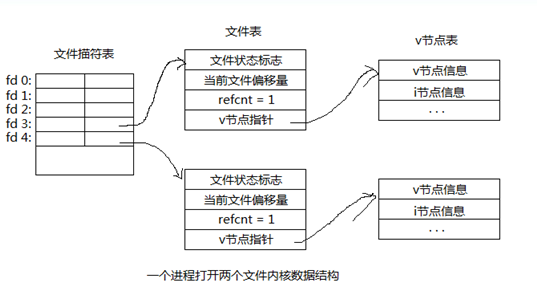 文件描符表
fd 0:
fd 1:
fd 2:
fd 3:
fd 4:
文件表
文件状态标志
当前文件偏移量
refcnt = 1
v节点指针
文件状态标志
当前文件偏移量
refcnt = 1
v节点指针
v节点表
v节点信息
i节点信息
...
v节点信息
i节点信息
...
一个进程打开两个文件内核数据结构